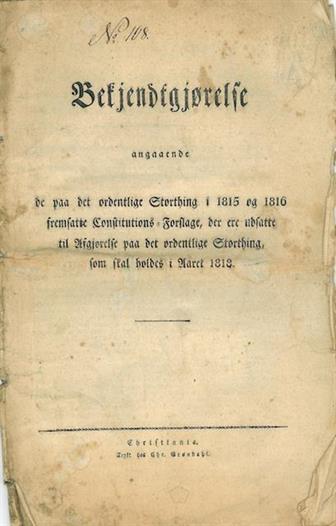 No. 108.
Bekjendtgjørelse
angaaende
de paa det ordentlige Storthing i 1815 og 1816
fremsatte Constitutions-Forslage, der ere udsatte
til Afgjørelse paa det ordentlige Storthing,
som skal holdes i Aaret 1818.
Christiania.
Trykt hos Chr. Grøndahl.